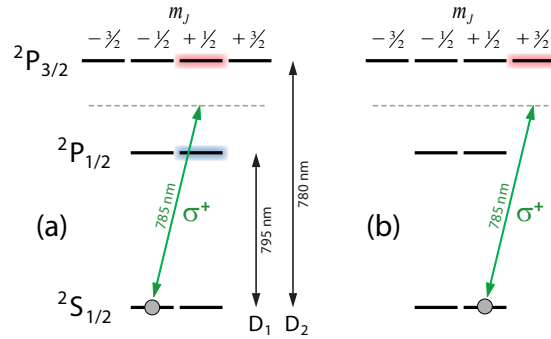 m_J
− 3/2 − 1/2 + 1/2 + 3/2 − 3/2 − 1/2 + 1/2 + 3/2
²P3/2
²P1/2
785 nm
σ⁺
795 nm
780 nm
785 nm
σ⁺
(a)
(b)
²S1/2
D₁ D₂